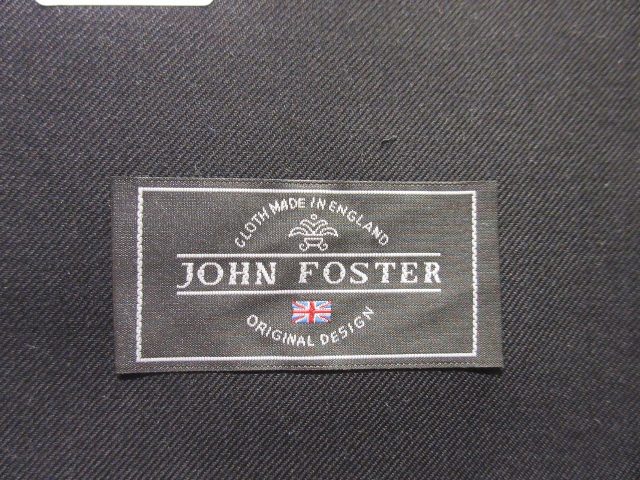 CLOTH MADE IN ENGLAND
JOHN FOSTER
ORIGINAL DESIGN